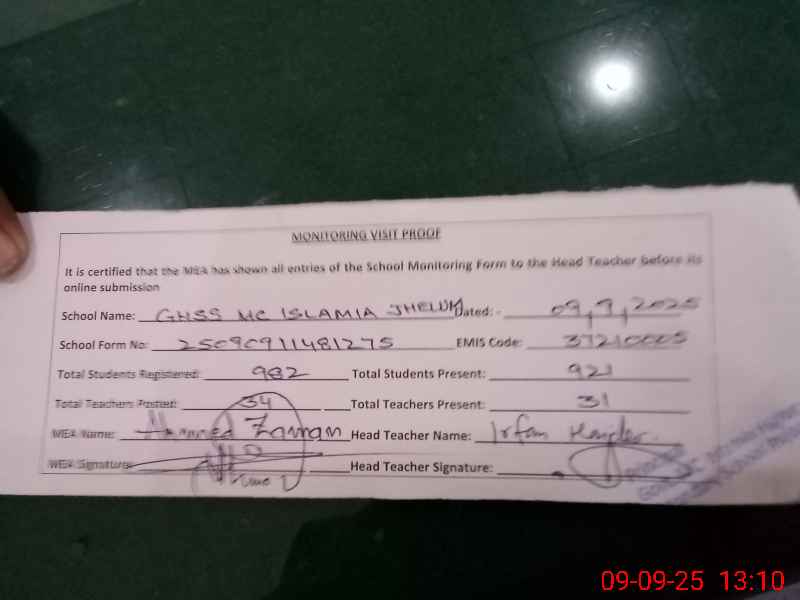 MONITORING VISIT PROOF
It is certified that the MEA has shown all entries of the School Monitoring Form to the Head Teacher before its
online submission
School Name: GHSS MC ISLAMIA JHELUM Dated:- 09,9,2025
School Form No: 25090911481275 EMIS Code: 37210005
Total Students Registered: 982 Total Students Present: 921
Total Teachers Posted: 34 Total Teachers Present: 31
MEA Name: Hammed Zaman Head Teacher Name: Irfan
MEA Signature: Head Teacher Signature:
09-09-25 13:10